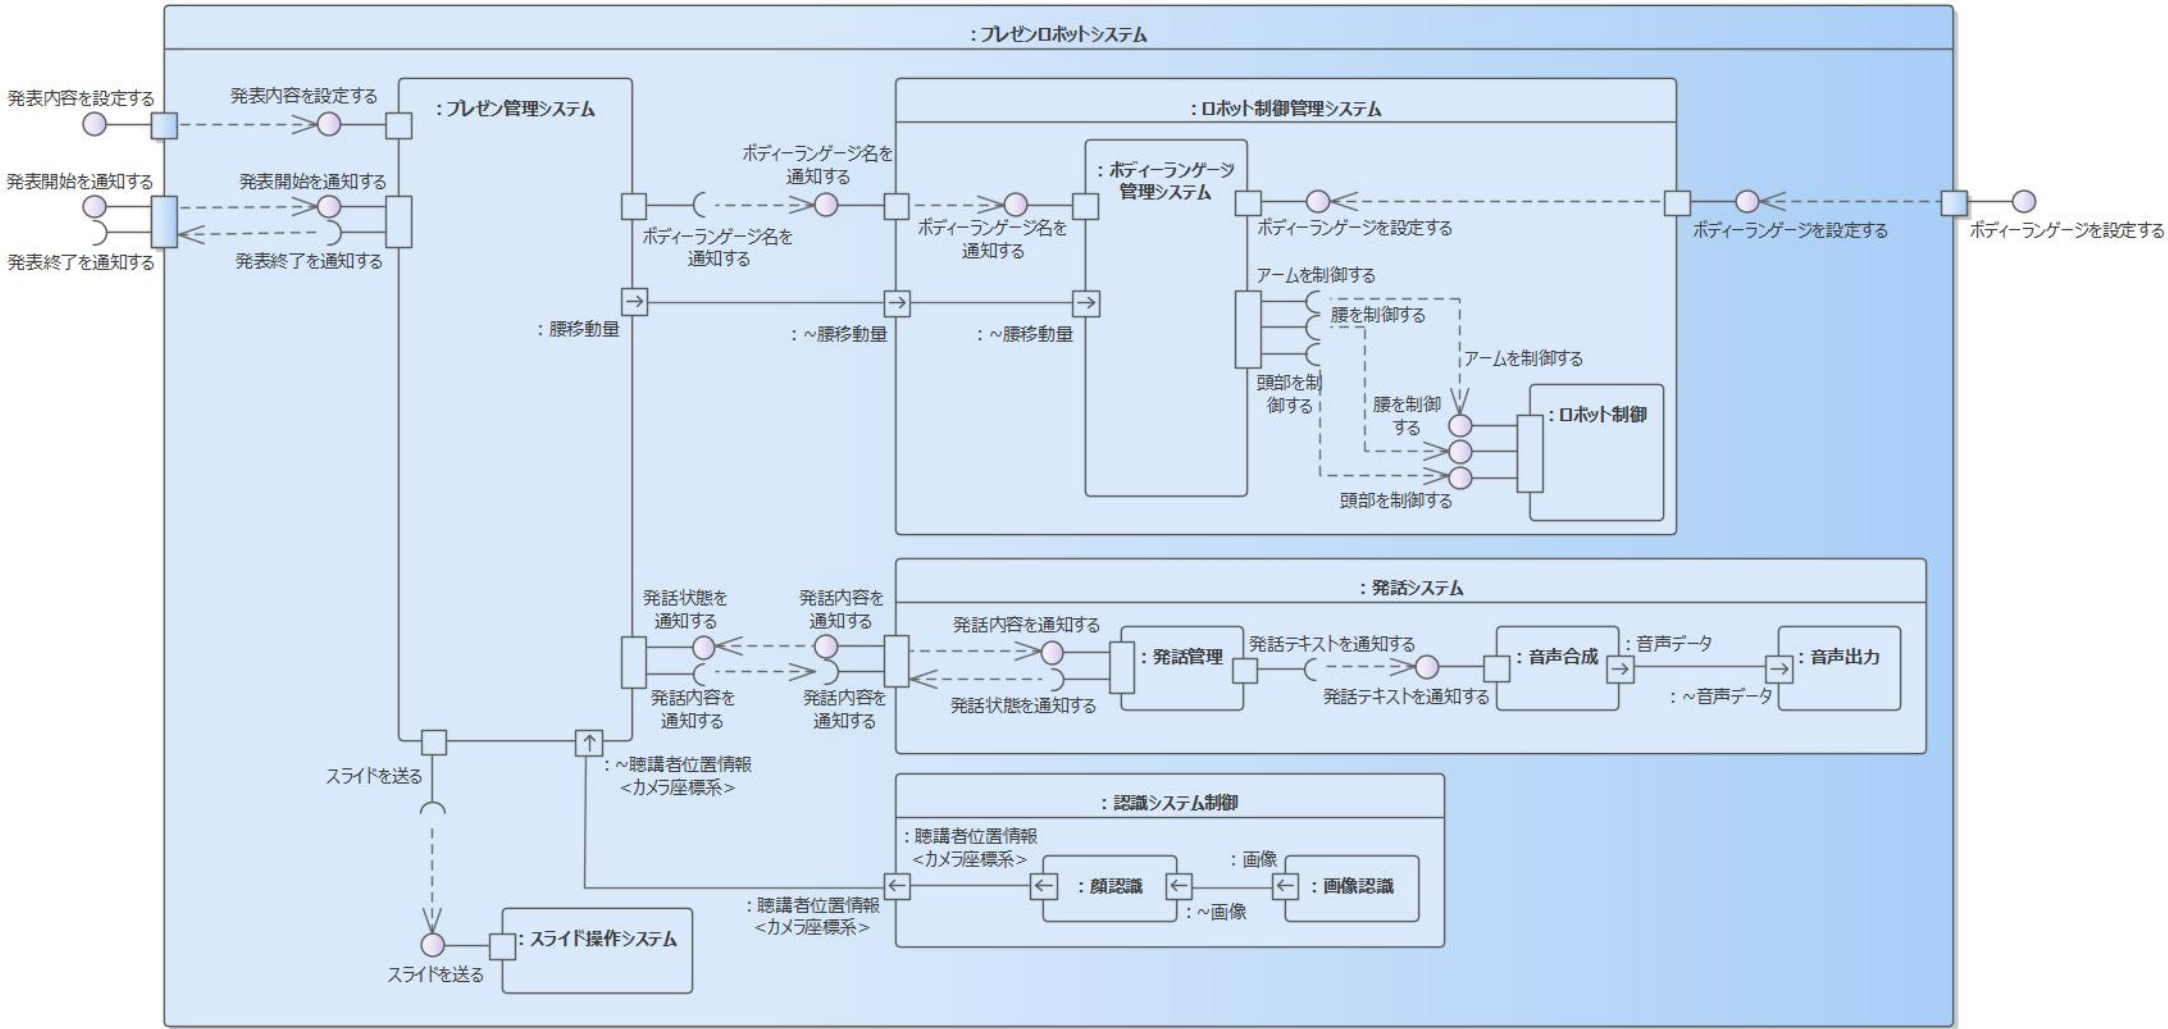 : プレゼンロボットシステム
発表内容を設定する
発表内容を設定する
発表開始を通知する
発表開始を通知する
発表終了を通知する
発表終了を通知する
: プレゼン管理システム
ボディーランゲージ名を
通知する
ボディーランゲージ名を
通知する
: 腰移動量
: ロボット制御管理システム
ボディーランゲージ名を
通知する
: ~腰移動量
: ~腰移動量
: ボディーランゲージ
管理システム
ボディーランゲージを設定する
ボディーランゲージを設定する
ボディーランゲージを設定する
アームを制御する
腰を制御する
頭部を制
御する
アームを制御する
腰を制御
する
頭部を制御する
: ロボット制御
発話状態を
通知する
発話内容を
通知する
発話内容を
通知する
発話内容を
通知する
: 発話システム
発話内容を通知する
発話状態を通知する
: 発話管理
発話テキストを通知する
発話テキストを通知する
: 音声合成
: 音声データ
: ~音声データ
: 音声出力
スライドを送る
: ~聴講者位置情報
<カメラ座標系>
: 認識システム制御
: 聴講者位置情報
<カメラ座標系>
: 聴講者位置情報
<カメラ座標系>
: 顔認識
: 画像
: ~画像
: 画像認識
スライドを送る
: スライド操作システム